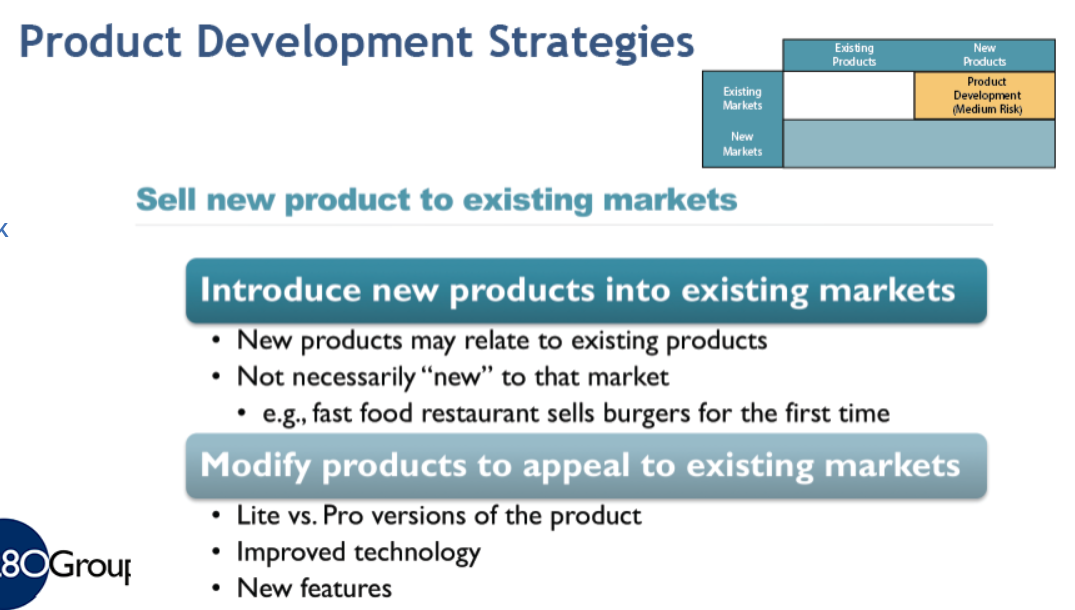 Product Development Strategies
Existing
Products
New
Products
Existing
Markets
Product
Development
(Medium Risk)
New
Markets
Sell new product to existing markets
k
Introduce new products into existing markets
• New products may relate to existing products
• Not necessarily “new” to that market
• e.g., fast food restaurant sells burgers for the first time
Modify products to appeal to existing markets
• Lite vs. Pro versions of the product
• Improved technology
• New features